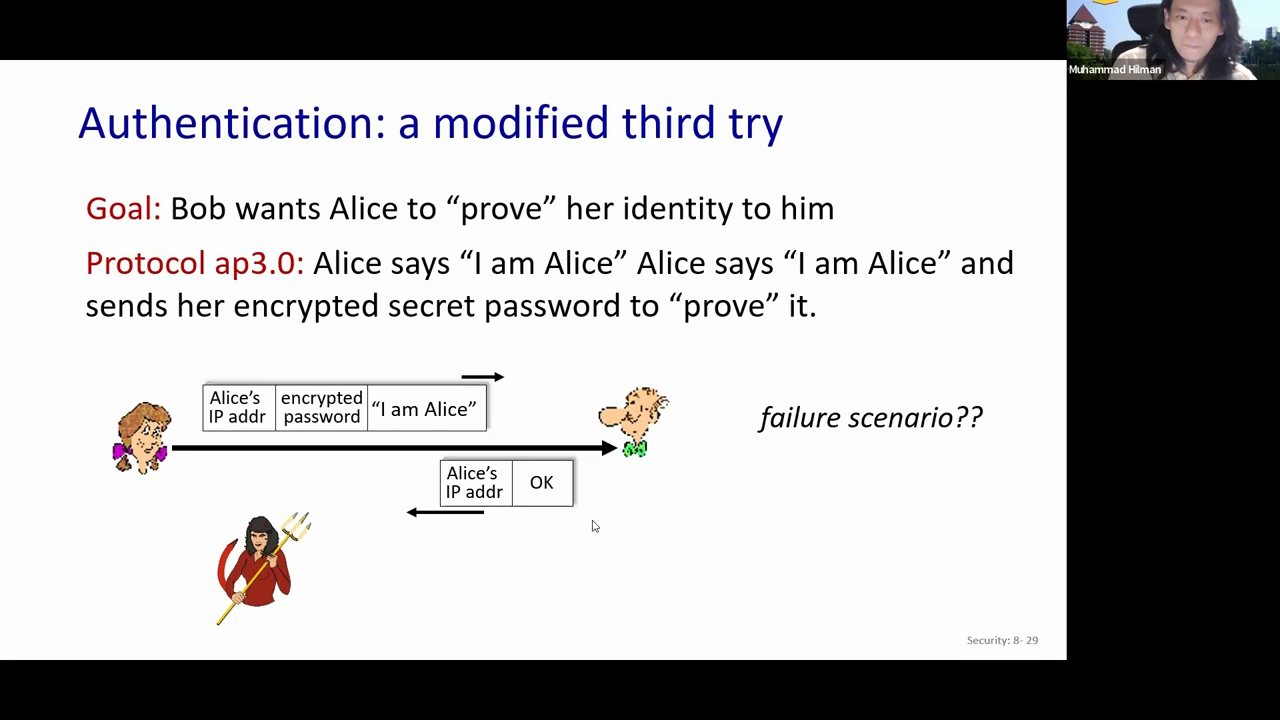 Muhammad Hilman
Authentication: a modified third try
Goal: Bob wants Alice to “prove” her identity to him
Protocol ap3.0: Alice says “I am Alice” Alice says “I am Alice” and
sends her encrypted secret password to “prove” it.
Alice’s
IP addr
encrypted
password
“I am Alice”
failure scenario??
Alice’s
IP addr
OK
Security: 8- 29